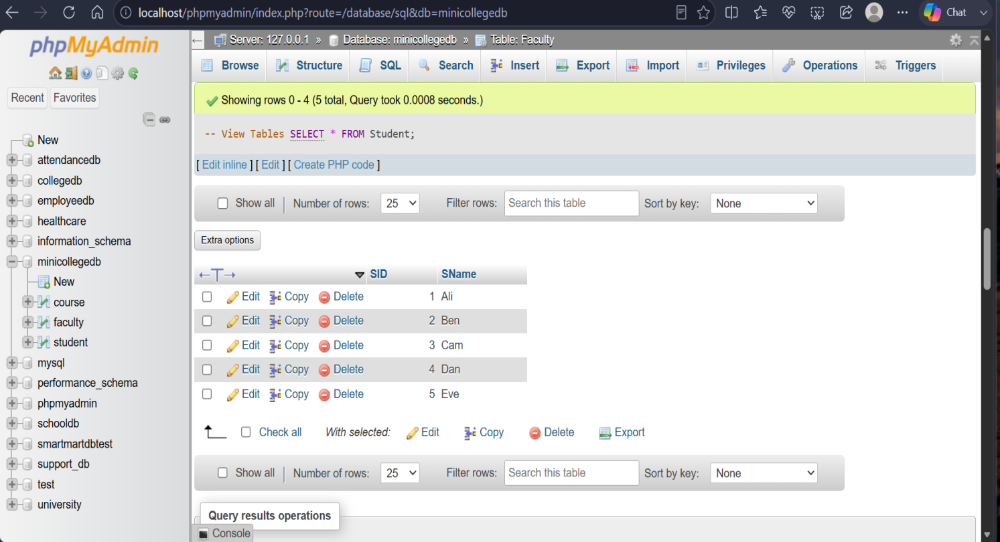 localhost/phpmyadmin/index.php?route=/database/sql&db=minicollegedb
Chat
phpMyAdmin
Recent
Favorites
New
attendancedb
collegedb
employeedb
healthcare
information_schema
minicollegedb
New
course
faculty
student
mysql
performance_schema
phpmyadmin
schooldb
smartmartdbtest
support_db
test
university
Server: 127.0.0.1 » Database: minicollegedb » Table: Faculty
Browse Structure SQL Search Insert Export Import Privileges Operations Triggers
Showing rows 0 - 4 (5 total, Query took 0.0008 seconds.)
-- View Tables SELECT * FROM Student;
[ Edit inline ] [ Edit ] [ Create PHP code ]
Show all | Number of rows: 25 Filter rows: Search this table Sort by key: None
Extra options
←T→ SID SName
Edit Copy Delete 1 Ali
Edit Copy Delete 2 Ben
Edit Copy Delete 3 Cam
Edit Copy Delete 4 Dan
Edit Copy Delete 5 Eve
Check all With selected: Edit Copy Delete Export
Show all | Number of rows: 25 Filter rows: Search this table Sort by key: None
Query results operations
Console